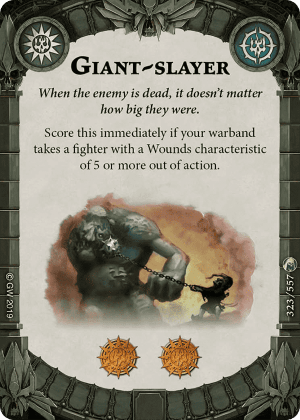 GIANT-SLAYER
When the enemy is dead, it doesn't matter
how big they were.
Score this immediately if your warband
takes a fighter with a Wounds characteristic
of 5 or more out of action.
© GW 2019
323/557